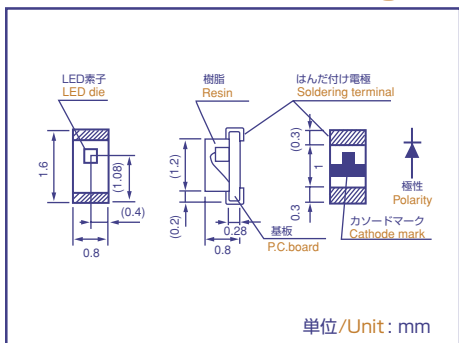 LED素子
LED die
樹脂
Resin
はんだ付け電極
Soldering terminal
1.6
(1.08)
(0.4)
0.8
(1.2)
(0.2)
0.28
0.8
基板
P.C.board
(0.3)
1
0.3
極性
Polarity
カソードマーク
Cathode mark
単位/Unit: mm